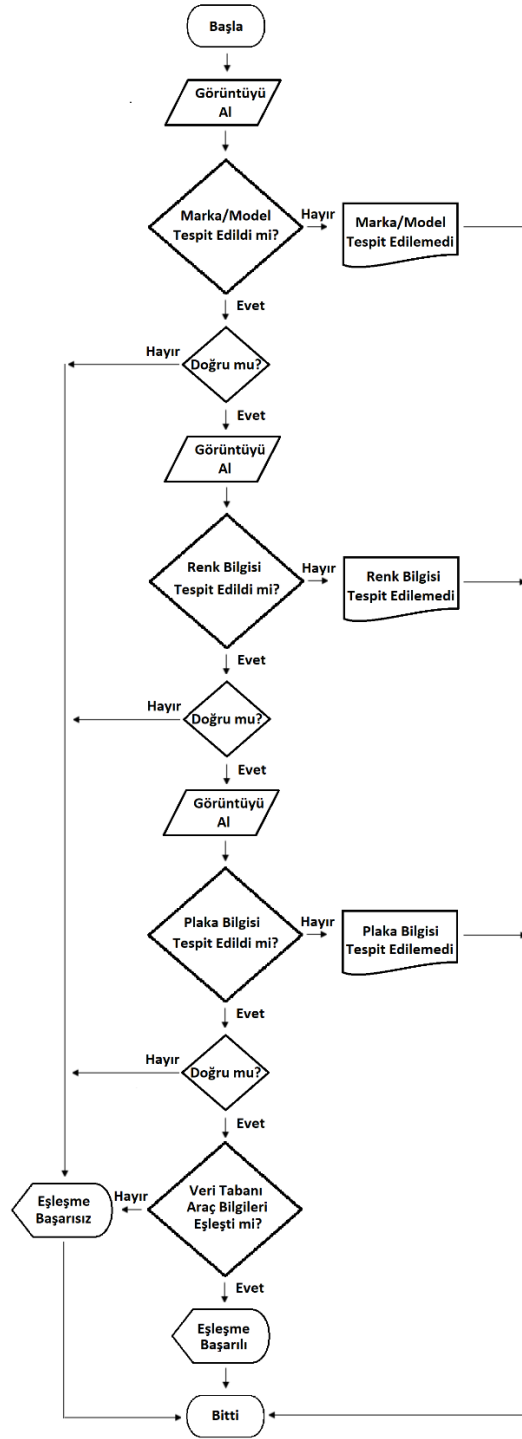 Başla
Görüntüyü
Al
Marka/Model
Tespit Edildi mi?
Hayır
Marka/Model
Tespit Edilemedi
Evet
Hayır
Doğru mu?
Evet
Görüntüyü
Al
Renk Bilgisi
Tespit Edildi mi?
Hayır
Renk Bilgisi
Tespit Edilemedi
Evet
Hayır
Doğru mu?
Evet
Görüntüyü
Al
Plaka Bilgisi
Tespit Edildi mi?
Hayır
Plaka Bilgisi
Tespit Edilemedi
Evet
Hayır
Doğru mu?
Evet
Veri Tabanı
Araç Bilgileri
Eşleşti mi?
Hayır
Eşleşme
Başarısız
Evet
Eşleşme
Başarılı
Bitti